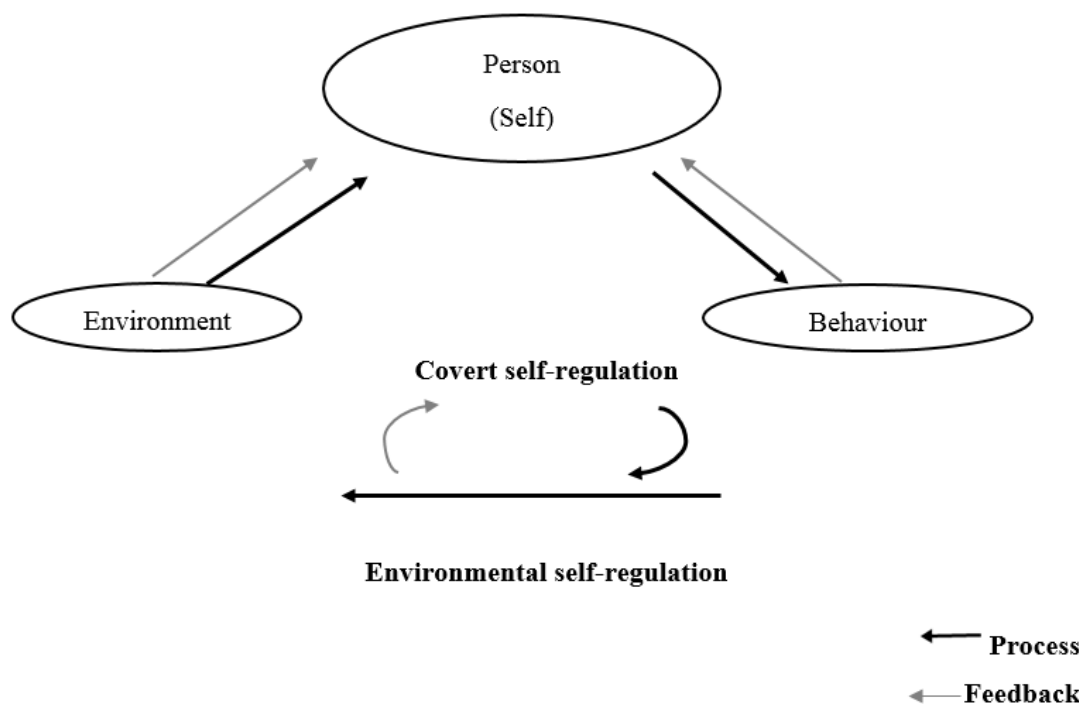 Person
(Self)
Environment
Behaviour
Covert self-regulation
Environmental self-regulation
Process
Feedback